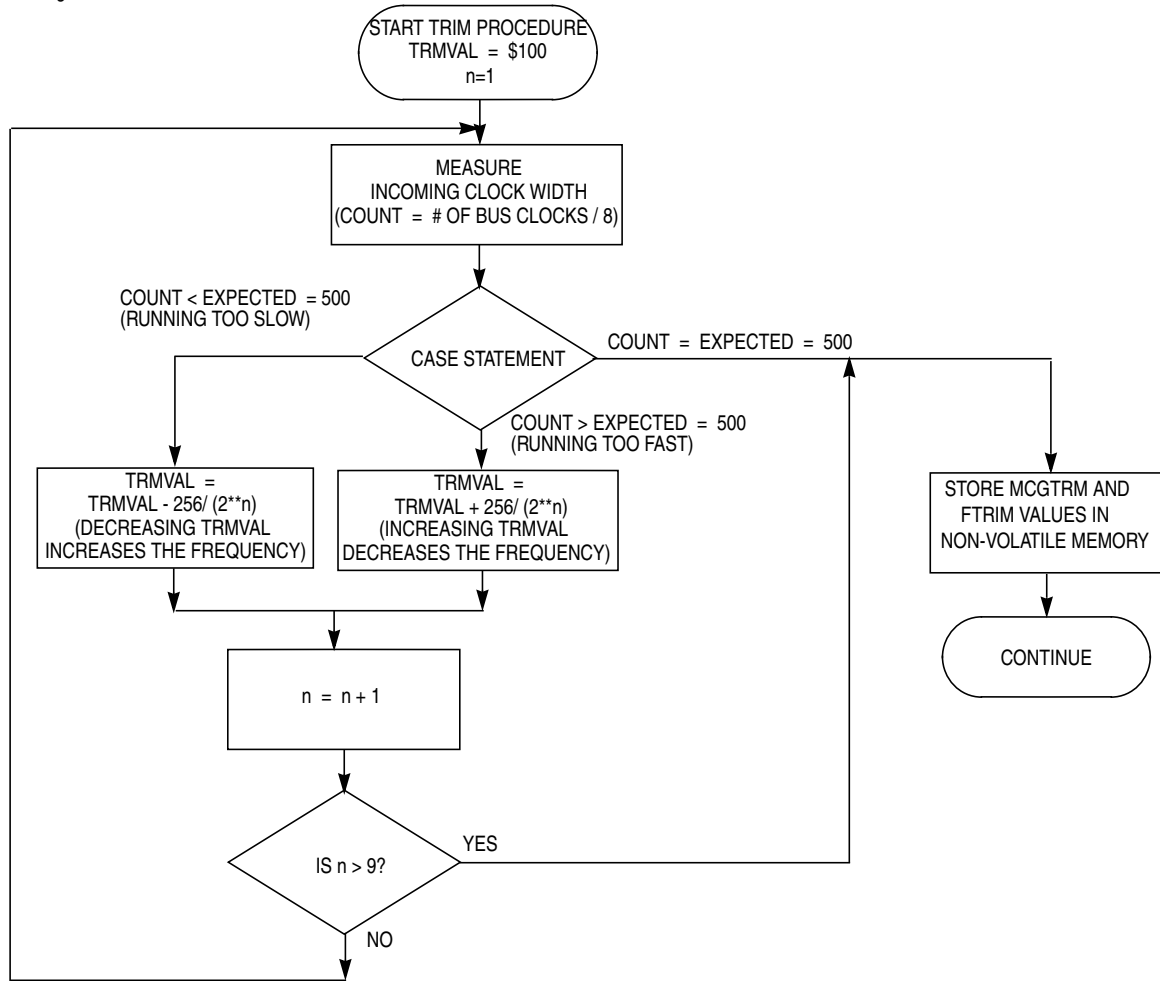 START TRIM PROCEDURE
TRMVAL = $100
n=1
MEASURE
INCOMING CLOCK WIDTH
(COUNT = # OF BUS CLOCKS / 8)
COUNT < EXPECTED = 500
(RUNNING TOO SLOW)
CASE STATEMENT
COUNT = EXPECTED = 500
COUNT > EXPECTED = 500
(RUNNING TOO FAST)
TRMVAL =
TRMVAL - 256/ (2**n)
(DECREASING TRMVAL
INCREASES THE FREQUENCY)
TRMVAL =
TRMVAL + 256/ (2**n)
(INCREASING TRMVAL
DECREASES THE FREQUENCY)
STORE MCGTRM AND
FTRIM VALUES IN
NON-VOLATILE MEMORY
CONTINUE
n = n + 1
IS n > 9?
YES
NO